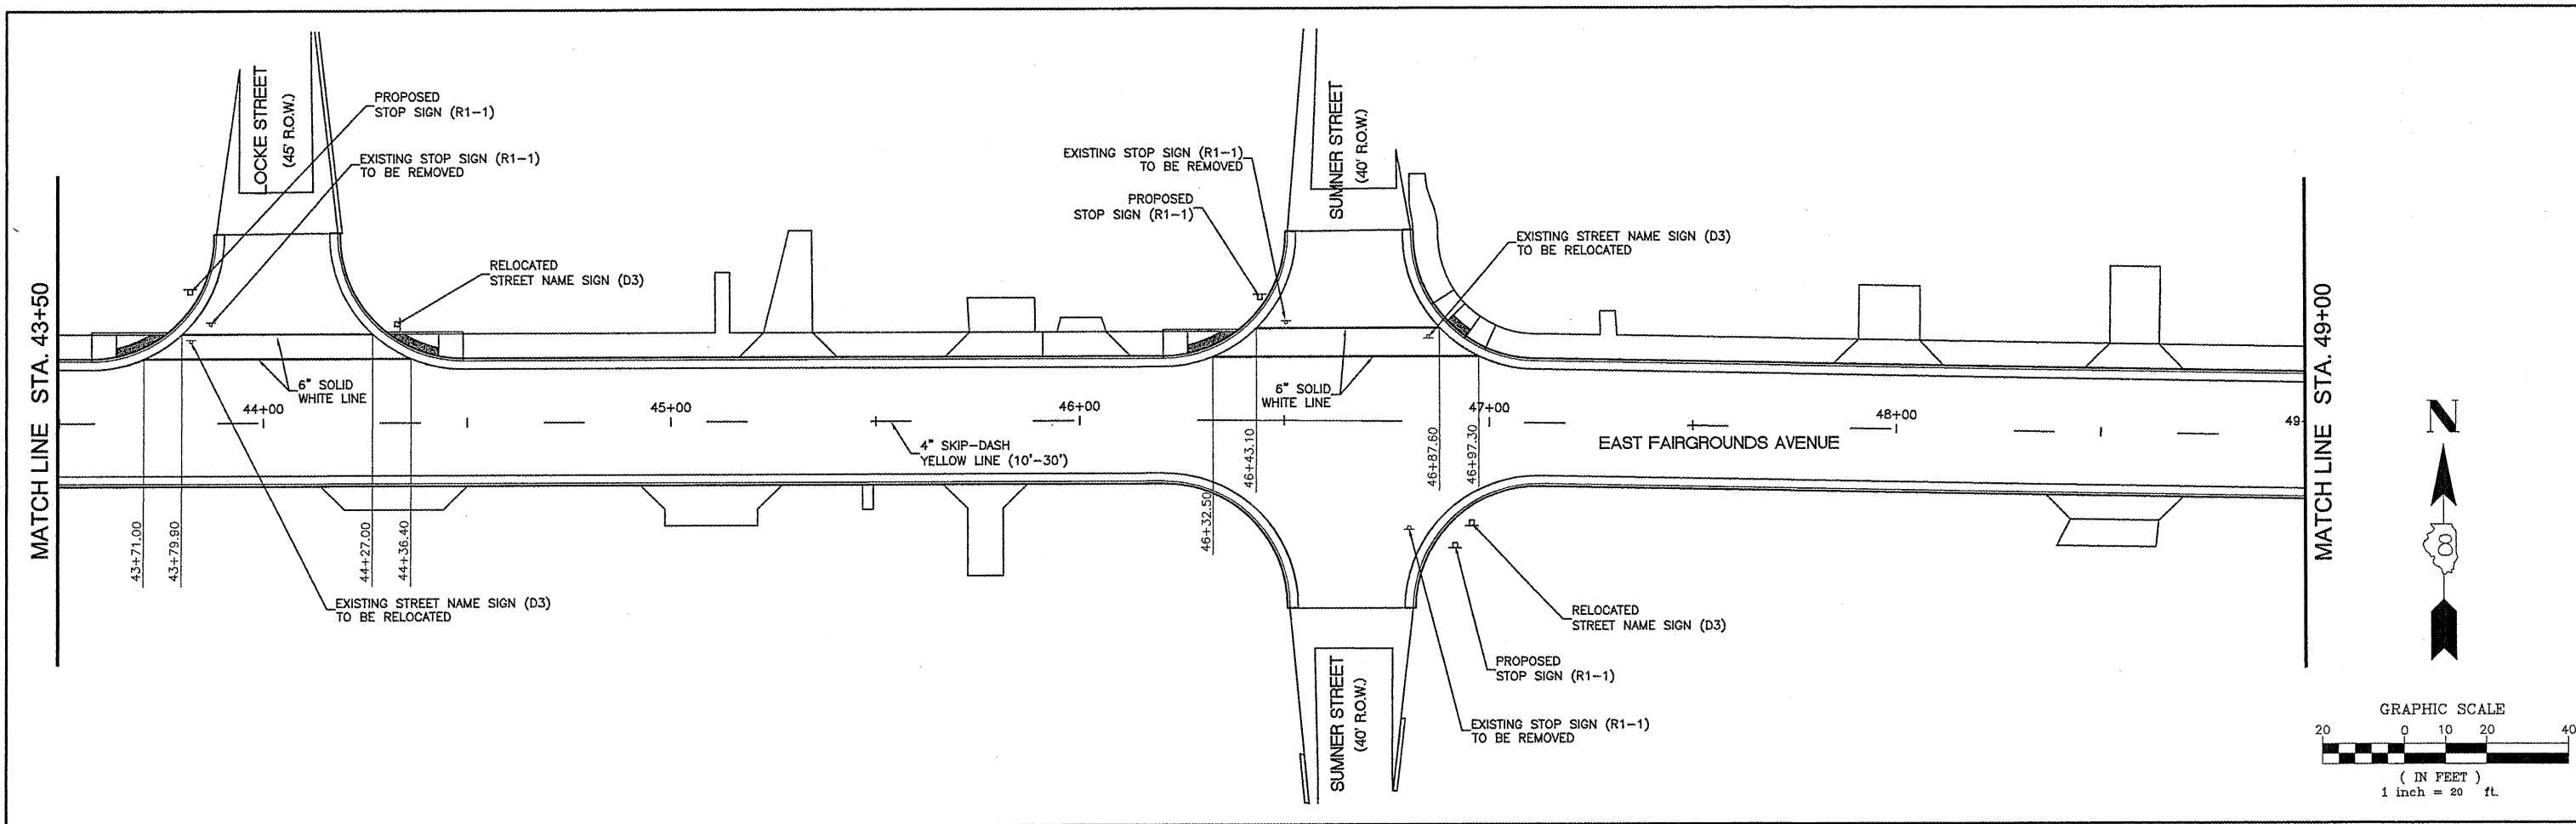 LOCKE STREET
(45' R.O.W.)
PROPOSED
STOP SIGN (R1-1)
EXISTING STOP SIGN (R1-1)
TO BE REMOVED
RELOCATED
STREET NAME SIGN (D3)
EXISTING STOP SIGN (R1-1)
TO BE REMOVED
PROPOSED
STOP SIGN (R1-1)
SUMNER STREET
(40' R.O.W.)
EXISTING STREET NAME SIGN (D3)
TO BE RELOCATED
MATCH LINE STA. 43+50
6" SOLID
WHITE LINE
6" SOLID
WHITE LINE
44+00
45+00
46+00
47+00
48+00
49
4" SKIP-DASH
YELLOW LINE (10'-30')
EAST FAIRGROUNDS AVENUE
43+71.00
43+79.90
44+27.00
44+36.40
46+32.50
46+43.10
46+87.60
46+97.30
EXISTING STREET NAME SIGN (D3)
TO BE RELOCATED
RELOCATED
STREET NAME SIGN (D3)
PROPOSED
STOP SIGN (R1-1)
EXISTING STOP SIGN (R1-1)
TO BE REMOVED
SUMNER STREET
(40' R.O.W.)
MATCH LINE STA. 49+00
N
D8
GRAPHIC SCALE
20 0 10 20 40
( IN FEET )
1 inch = 20 ft.